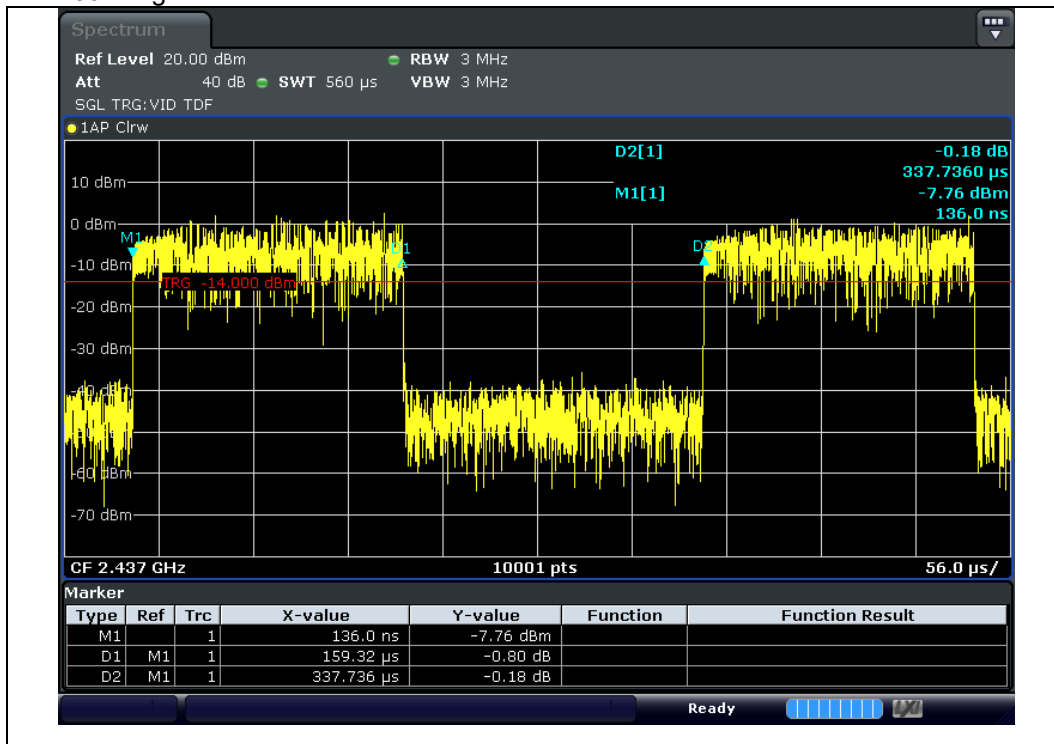 Spectrum
Ref Level 20.00 dBm RBW 3 MHz
Att 40 dB SWT 560 µs VBW 3 MHz
SGL TRG:VID TDF
1AP Clrw
D2[1] -0.18 dB
337.7360 µs
M1[1] -7.76 dBm
136.0 ns
10 dBm
0 dBm
M1
D1
D2
-10 dBm
TRG -14.000 dBm
-20 dBm
-30 dBm
-40 dBm
-60 dBm
-70 dBm
CF 2.437 GHz 10001 pts 56.0 µs/
Marker
Type Ref Trc X-value Y-value Function Function Result
M1 1 136.0 ns -7.76 dBm
D1 M1 1 159.32 µs -0.80 dB
D2 M1 1 337.736 µs -0.18 dB
Ready LXI